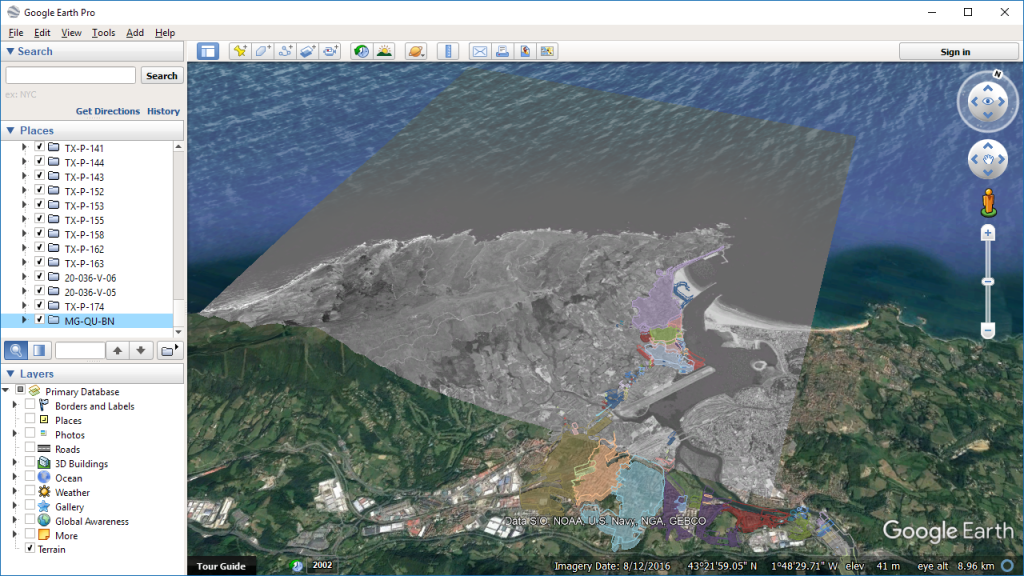 Google Earth Pro
File Edit View Tools Add Help
Search
Sign in
Search
ex: NYC
Get Directions History
Places
TX-P-141
TX-P-144
TX-P-143
TX-P-152
TX-P-153
TX-P-155
TX-P-158
TX-P-162
TX-P-163
20-036-V-06
20-036-V-05
TX-P-174
MG-QU-BN
Layers
Primary Database
Borders and Labels
Places
Photos
Roads
3D Buildings
Ocean
Weather
Gallery
Global Awareness
More
Terrain
N
Data SIO, NOAA, U.S. Navy, NGA, GEBCO
Google Earth
Tour Guide
2002
Imagery Date: 8/12/2016 43°21'59.05" N 1°48'29.71" W elev 41 m eye alt 8.96 km